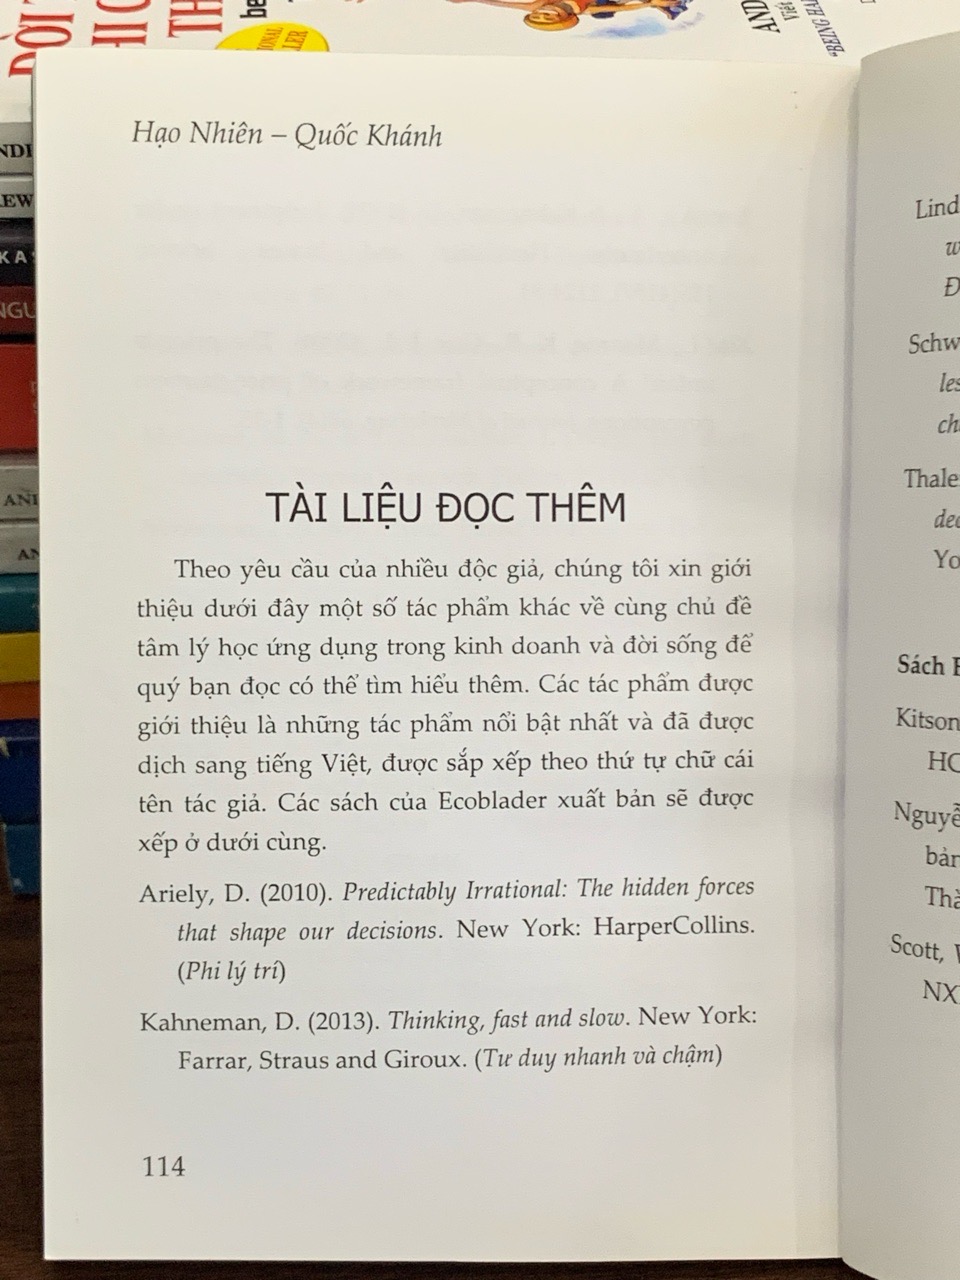 Hạo Nhiên – Quốc Khánh
TÀI LIỆU ĐỌC THÊM
Theo yêu cầu của nhiều độc giả, chúng tôi xin giới
thiệu dưới đây một số tác phẩm khác về cùng chủ đề
tâm lý học ứng dụng trong kinh doanh và đời sống để
quý bạn đọc có thể tìm hiểu thêm. Các tác phẩm được
giới thiệu là những tác phẩm nổi bật nhất và đã được
dịch sang tiếng Việt, được sắp xếp theo thứ tự chữ cái
tên tác giả. Các sách của Ecoblader xuất bản sẽ được
xếp ở dưới cùng.
Ariely, D. (2010). Predictably Irrational: The hidden forces
that shape our decisions. New York: HarperCollins.
(Phi lý trí)
Kahneman, D. (2013). Thinking, fast and slow. New York:
Farrar, Straus and Giroux. (Tư duy nhanh và chậm)
114
Sách
Scott,